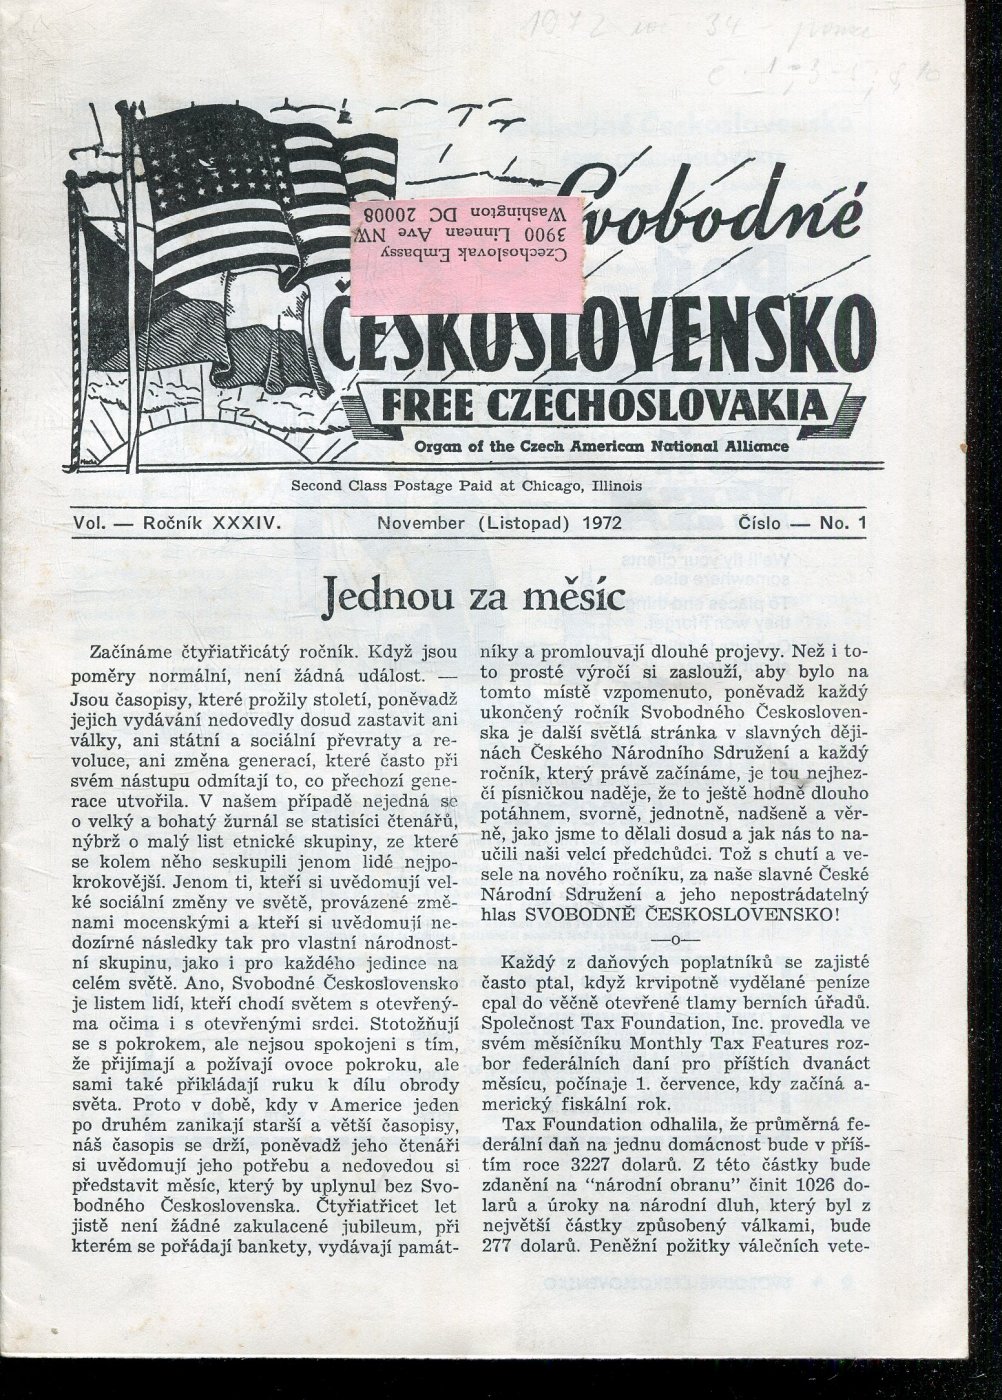 1972 roč. 34
Svobodné
Czechoslovak Embassy
3900 Linnean Ave NW
Washington DC 20008
ČESKOSLOVENSKO
FREE CZECHOSLOVAKIA
Organ of the Czech American National Alliance
Second Class Postage Paid at Chicago, Illinois
Vol. — Ročník XXXIV. November (Listopad) 1972 Číslo — No. 1
Jednou za měsíc
Začínáme čtyřiatřicátý ročník. Když jsou
poměry normální, není žádná událost. —
Jsou časopisy, které prožily století, poněvadž
jejich vydávání nedovedly dosud zastavit ani
války, ani státní a sociální převraty a re-
voluce, ani změna generací, které často při
svém nástupu odmítají to, co přechozí gene-
race utvořila. V našem případě nejedná se
o velký a bohatý žurnál se statisíci čtenářů,
nýbrž o malý list etnické skupiny, ze které
se kolem něho seskupili jenom lidé nejpo-
krokovější. Jenom ti, kteří si uvědomují vel-
ké sociální změny ve světě, provázené změ-
nami mocenskými a kteří si uvědomují ne-
dozírné následky tak pro vlastní národnost-
ní skupinu, jako i pro každého jedince na
celém světě. Ano, Svobodné Československo
je listem lidí, kteří chodí světem s otevřený-
ma očima i s otevřenými srdci. Stotožňují
se s pokrokem, ale nejsou spokojeni s tím,
že přijímají a požívají ovoce pokroku, ale
sami také přikládají ruku k dílu obrody
světa. Proto v době, kdy v Americe jeden
po druhém zanikají starší a větší časopisy,
náš časopis se drží, poněvadž jeho čtenáři
si uvědomují jeho potřebu a nedovedou si
představit měsíc, který by uplynul bez Svo-
bodného Československa. Čtyřiatřicet let
jistě není žádné zakulacené jubileum, při
kterém se pořádají bankety, vydávají památ-
níky a promlouvají dlouhé projevy. Než i to-
to prosté výročí si zaslouží, aby bylo na
tomto místě vzpomenuto, poněvadž každý
ukončený ročník Svobodného Českosloven-
ska je další světlá stránka v slavných ději-
nách Českého Národního Sdružení a každý
ročník, který právě začínáme, je tou nejhez-
čí písničkou naděje, že to ještě hodně dlouho
potáhnem, svorně, jednotně, nadšeně a věr-
ně, jako jsme to dělali dosud a jak nás to na-
učili naši velcí předchůdci. Tož s chutí a ve-
sele na nového ročníku, za naše slavné České
Národní Sdružení a jeho nepostrádatelný
hlas SVOBODNÉ ČESKOSLOVENSKO!
—o—
Každý z daňových poplatníků se zajisté
často ptal, když krvipotně vydělané peníze
cpal do věčně otevřené tlamy berních úřadů.
Společnost Tax Foundation, Inc. provedla ve
svém měsíčníku Monthly Tax Features roz-
bor federálních daní pro příštích dvanáct
měsícu, počínaje 1. července, kdy začíná a-
merický fiskální rok.
Tax Foundation odhalila, že průměrná fe-
derální daň na jednu domácnost bude v příš-
tím roce 3227 dolarů. Z této částky bude
zdanění na "národní obranu" činit 1026 do-
larů a úroky na národní dluh, který byl z
největší částky způsobený válkami, bude
277 dolarů. Peněžní požitky válečních vete-